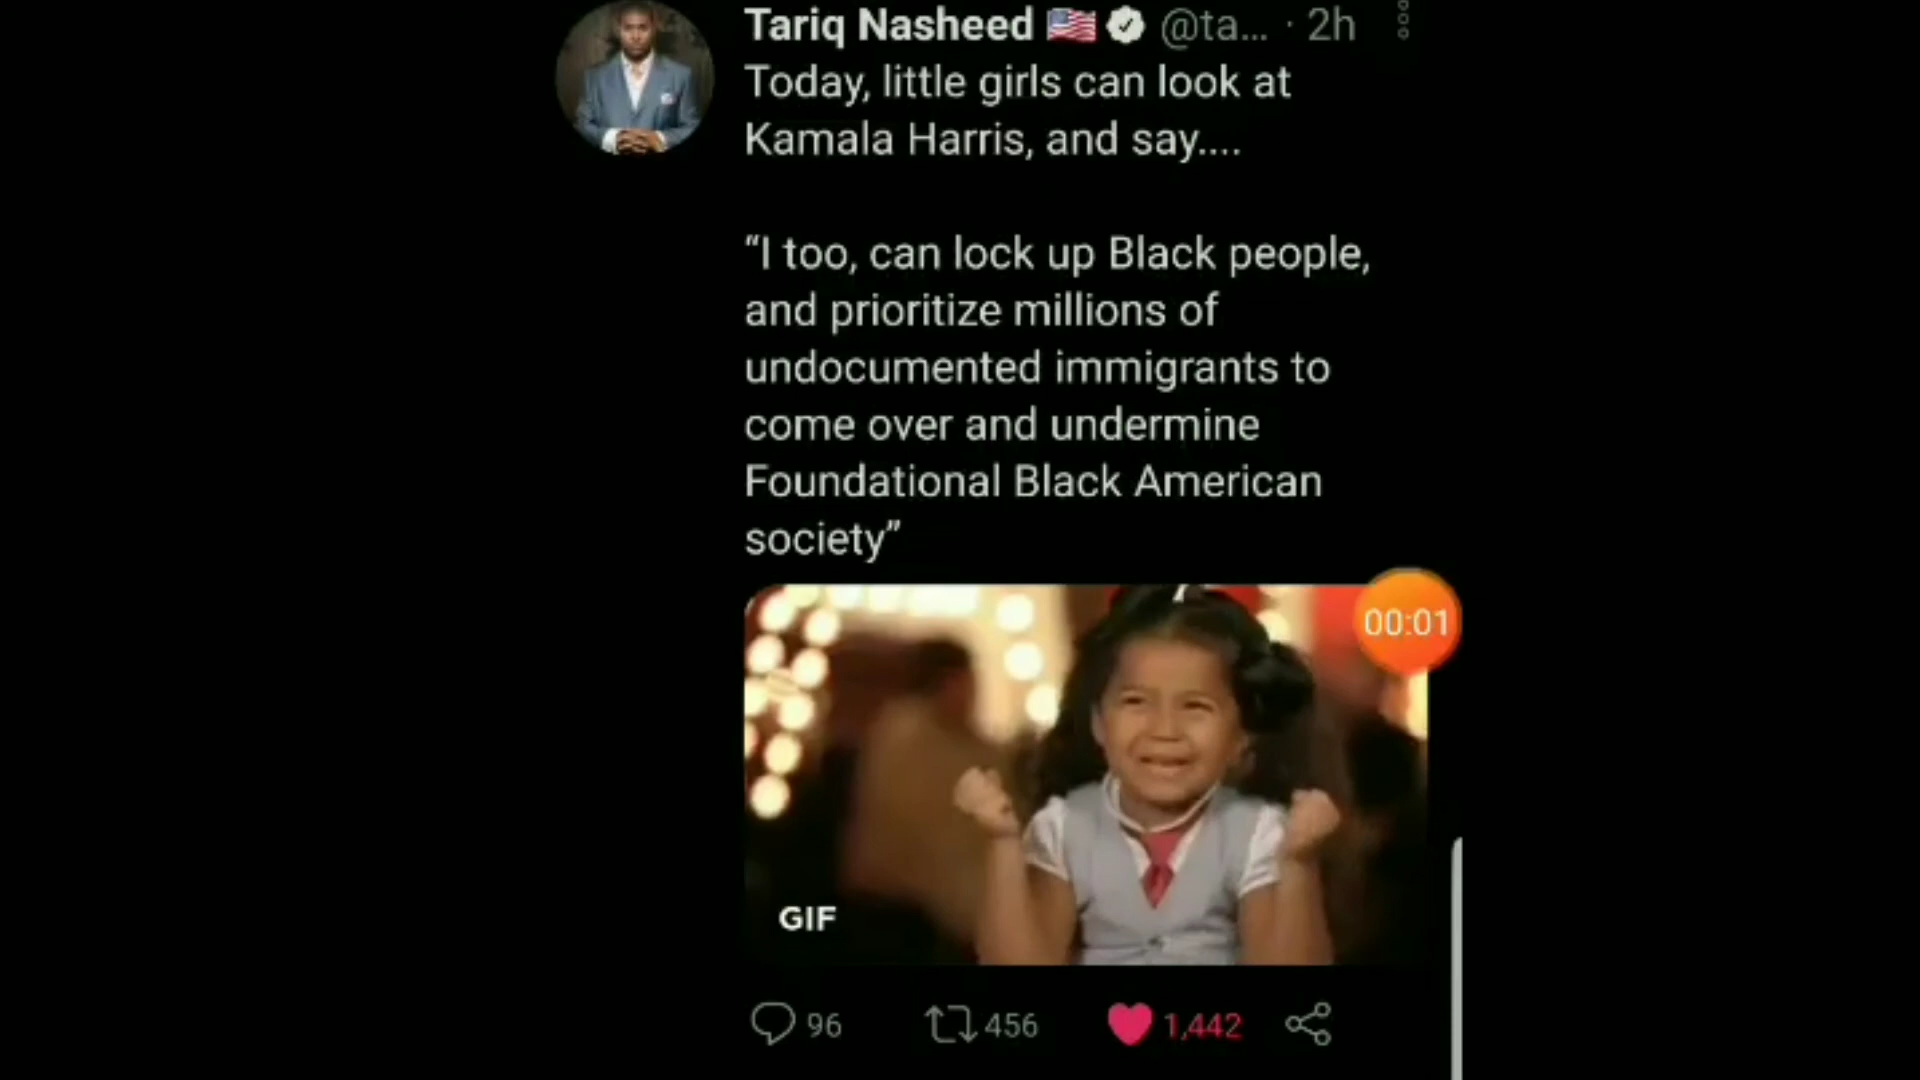 Tariq Nasheed 🇺🇸 @ta... · 2h
Today, little girls can look at
Kamala Harris, and say....
“I too, can lock up Black people,
and prioritize millions of
undocumented immigrants to
come over and undermine
Foundational Black American
society”
00:01
GIF
96 456 1,442